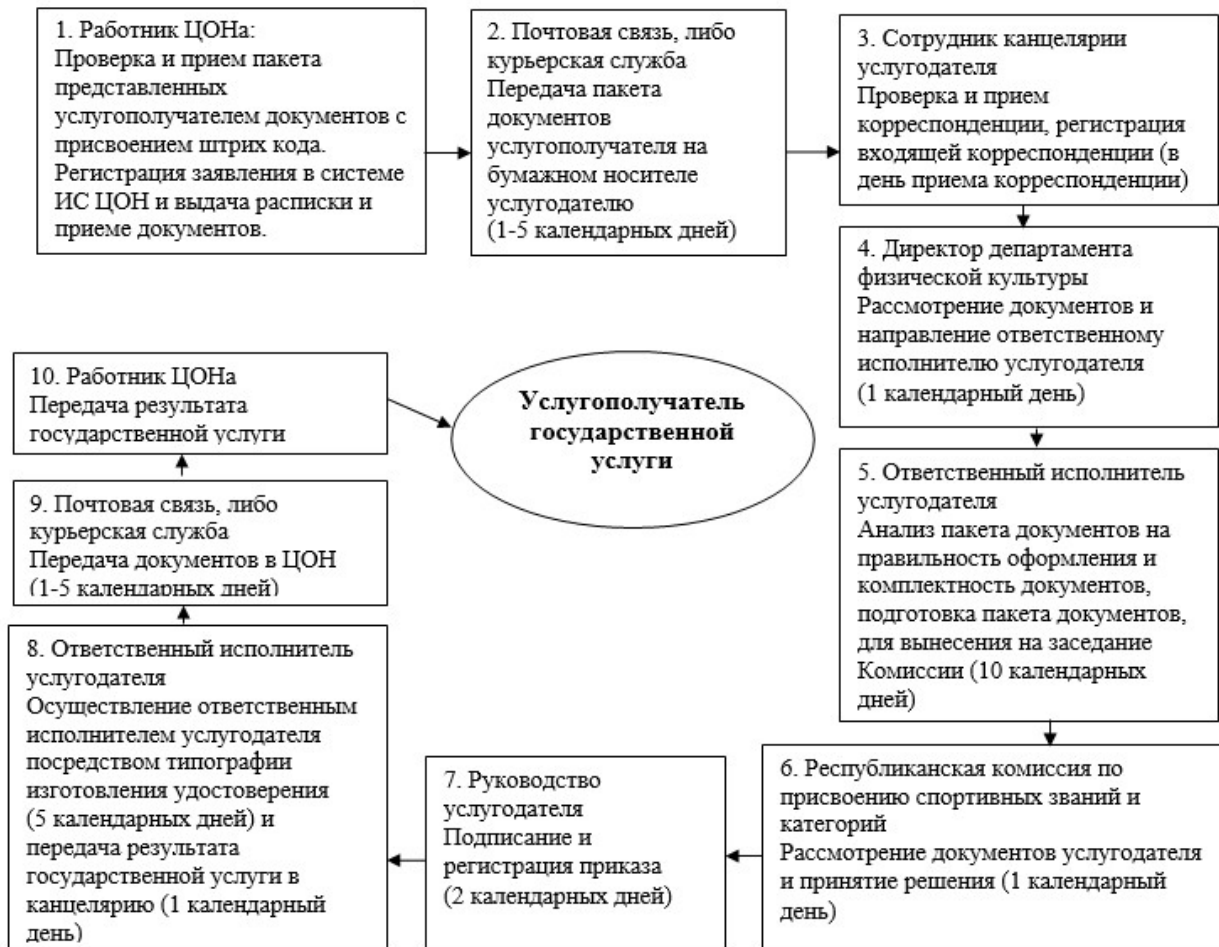 1. Работник ЦОНа:
Проверка и прием пакета
представленных
услугополучателем документов с
присвоением штрих кода.
Регистрация заявления в системе
ИС ЦОН и выдача расписки и
приеме документов.
2. Почтовая связь, либо
курьерская служба
Передача пакета
документов
услугополучателя на
бумажном носителе
услугодателю
(1-5 календарных дней)
3. Сотрудник канцелярии
услугодателя
Проверка и прием
корреспонденции, регистрация
входящей корреспонденции (в
день приема корреспонденции)
4. Директор департамента
физической культуры
Рассмотрение документов и
направление ответственному
исполнителю услугодателя
(1 календарный день)
5. Ответственный исполнитель
услугодателя
Анализ пакета документов на
правильность оформления и
комплектность документов,
подготовка пакета документов,
для вынесения на заседание
Комиссии (10 календарных
дней)
6. Республиканская комиссия по
присвоению спортивных званий и
категорий
Рассмотрение документов услугодателя
и принятие решения (1 календарный
день)
7. Руководство
услугодателя
Подписание и
регистрация приказа
(2 календарных дней)
8. Ответственный исполнитель
услугодателя
Осуществление ответственным
исполнителем услугодателя
посредством типографии
изготовления удостоверения
(5 календарных дней) и
передача результата
государственной услуги в
канцелярию (1 календарный
день)
9. Почтовая связь, либо
курьерская служба
Передача документов в ЦОН
(1-5 календарных дней)
10. Работник ЦОНа
Передача результата
государственной услуги
Услугополучатель
государственной
услуги